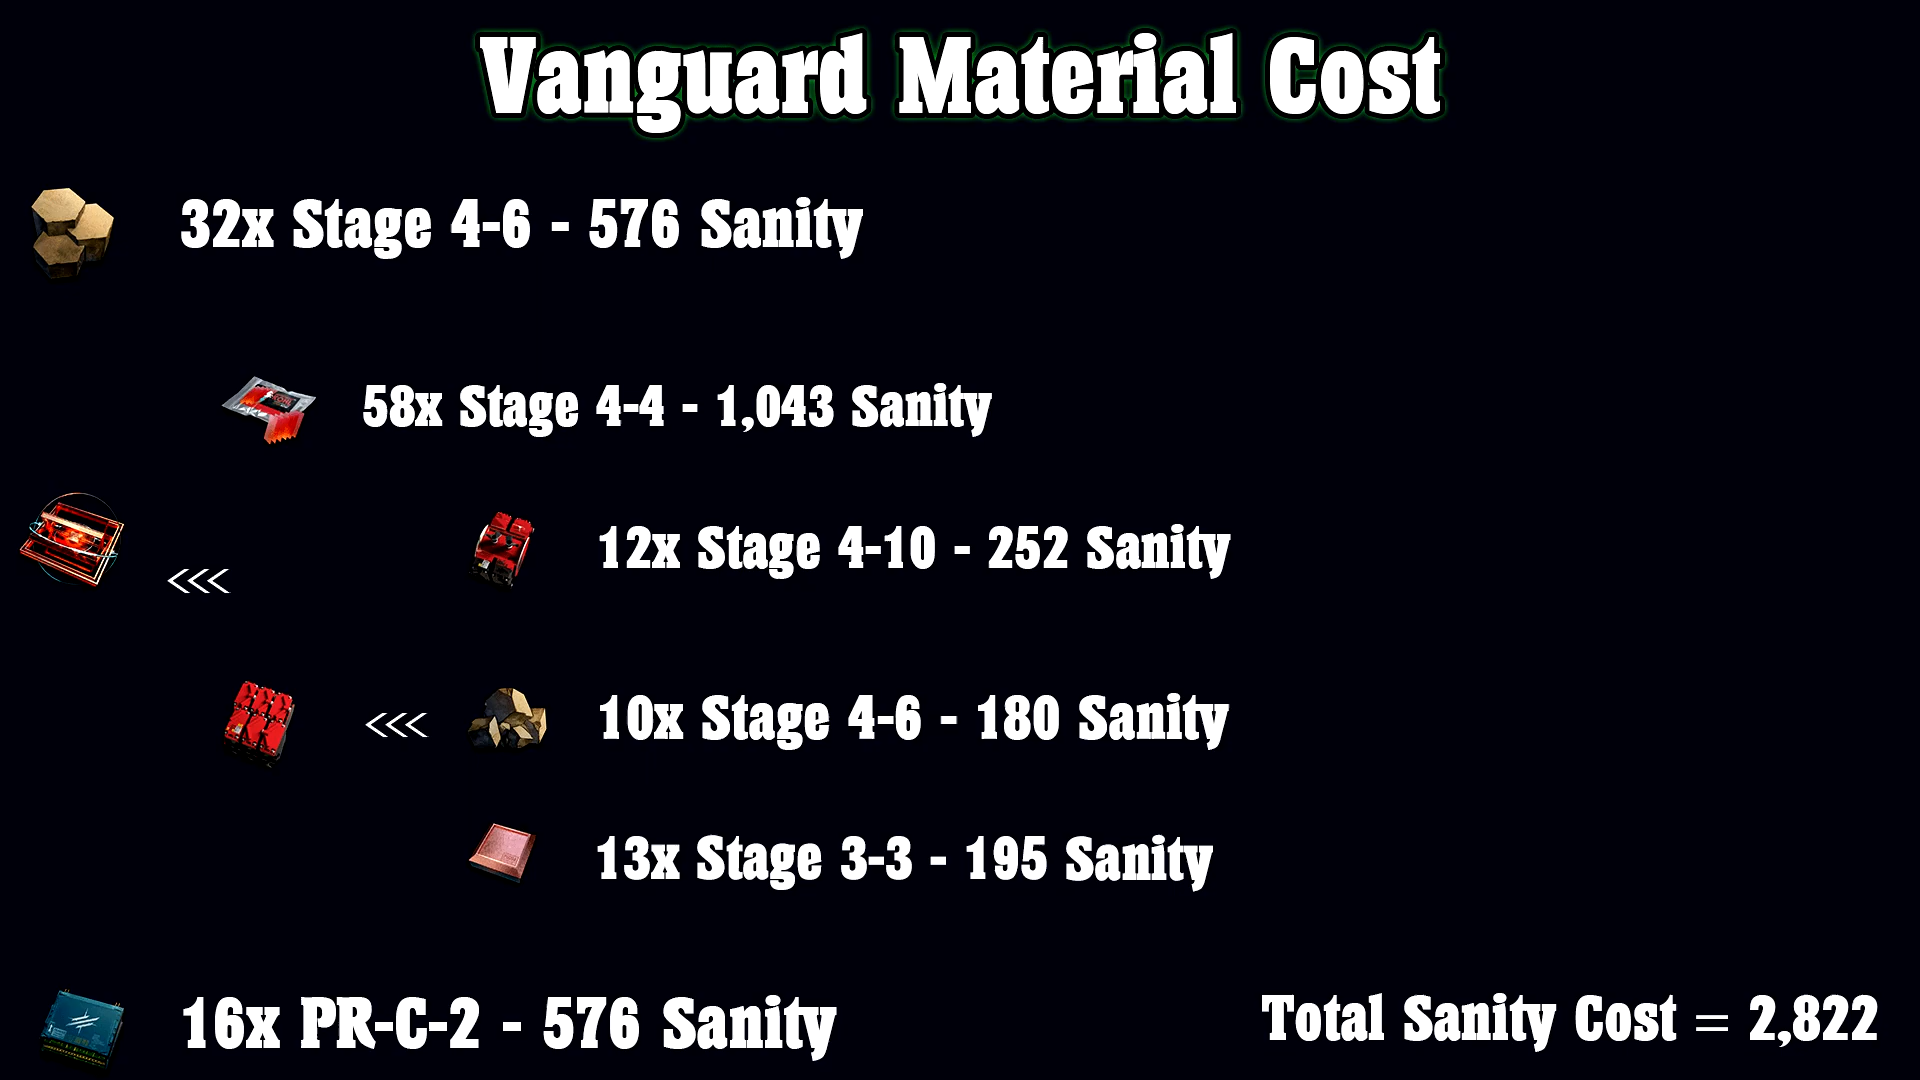 Vanguard Material Cost
32x Stage 4-6 - 576 Sanity
58x Stage 4-4 - 1,043 Sanity
12x Stage 4-10 - 252 Sanity
10x Stage 4-6 - 180 Sanity
13x Stage 3-3 - 195 Sanity
16x PR-C-2 - 576 Sanity
Total Sanity Cost = 2,822